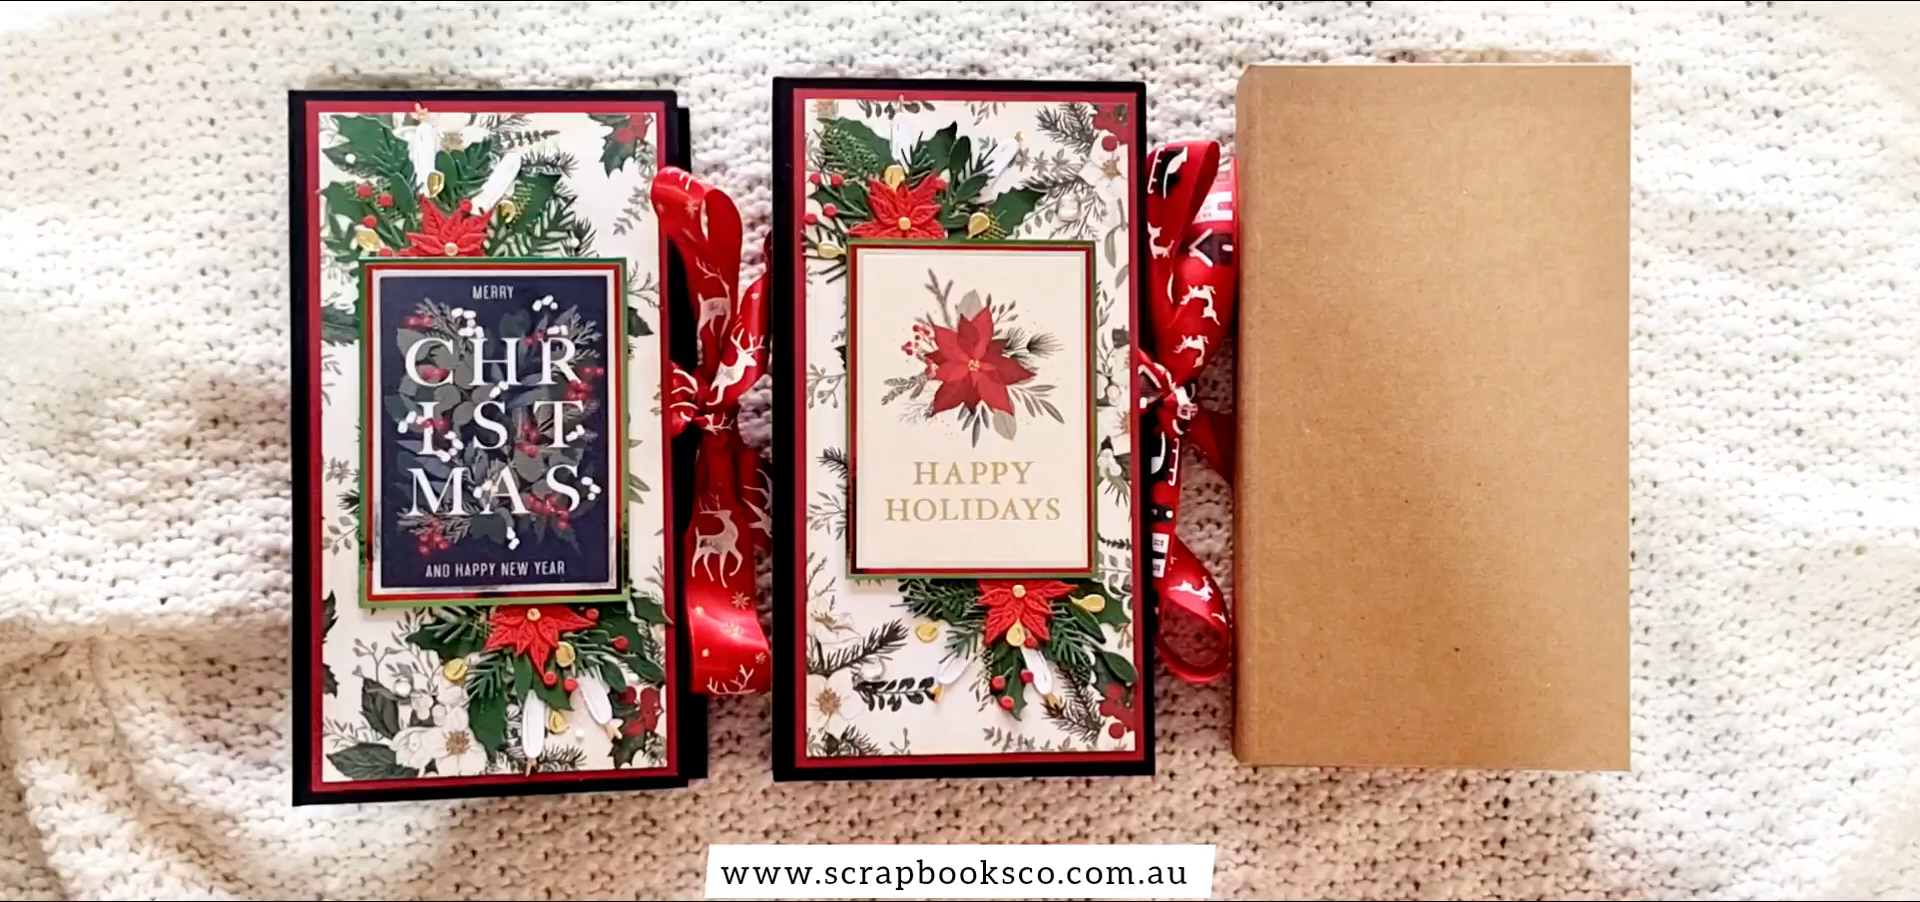 MERRY
CHR
IST
MAS
AND HAPPY NEW YEAR
HAPPY
HOLIDAYS
www.scrapbooksco.com.au